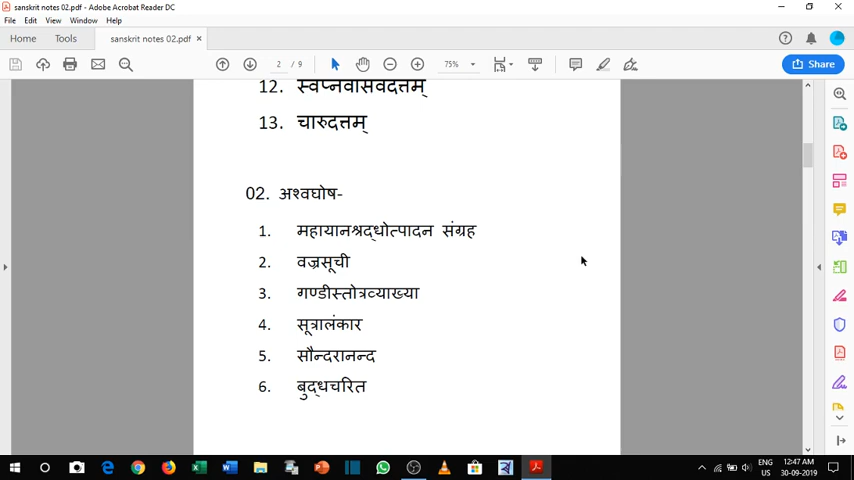 sanskrit notes 02.pdf - Adobe Acrobat Reader DC
File Edit View Window Help
Home Tools sanskrit notes 02.pdf ×
2 / 9 75% Share
12. स्वप्नवासवदत्तम्
13. चारुदत्तम्
02. अश्वघोष-
1. महायानश्रद्धोत्पादन संग्रह
2. वज्रसूची
3. गण्डीस्तोत्रव्याख्या
4. सूत्रालंकार
5. सौन्दरानन्द
6. बुद्धचरित
ENG 12:47 AM
US 30-09-2019